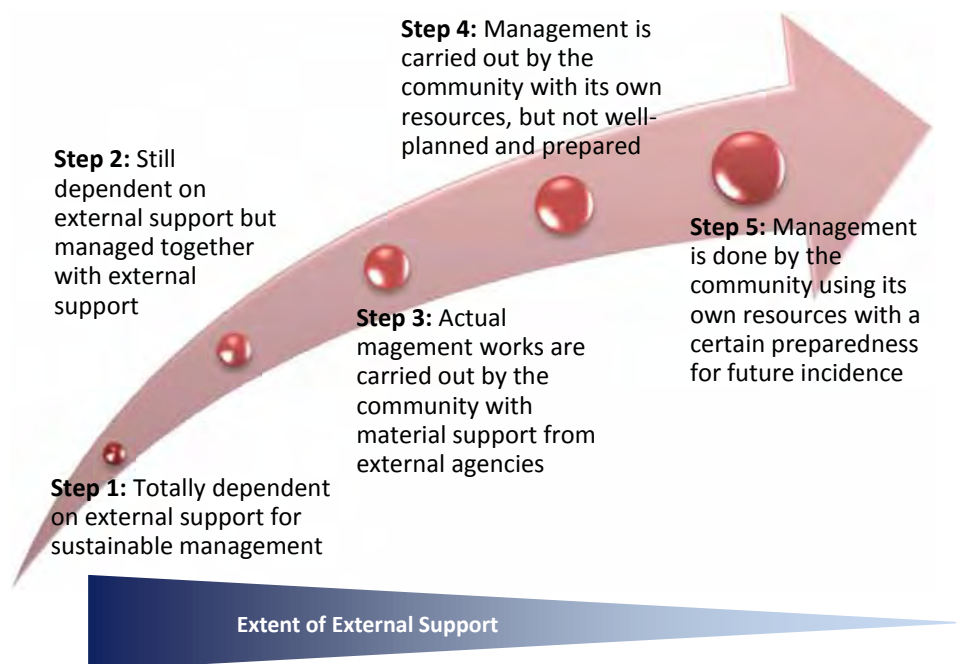 Step 1: Totally dependent
on external support for
sustainable management
Step 2: Still
dependent on
external support but
managed together
with external
support
Step 3: Actual
magement works are
carried out by the
community with
material support from
external agencies
Step 4: Management is
carried out by the
community with its own
resources, but not well-
planned and prepared
Step 5: Management
is done by the
community using its
own resources with a
certain preparedness
for future incidence
Extent of External Support